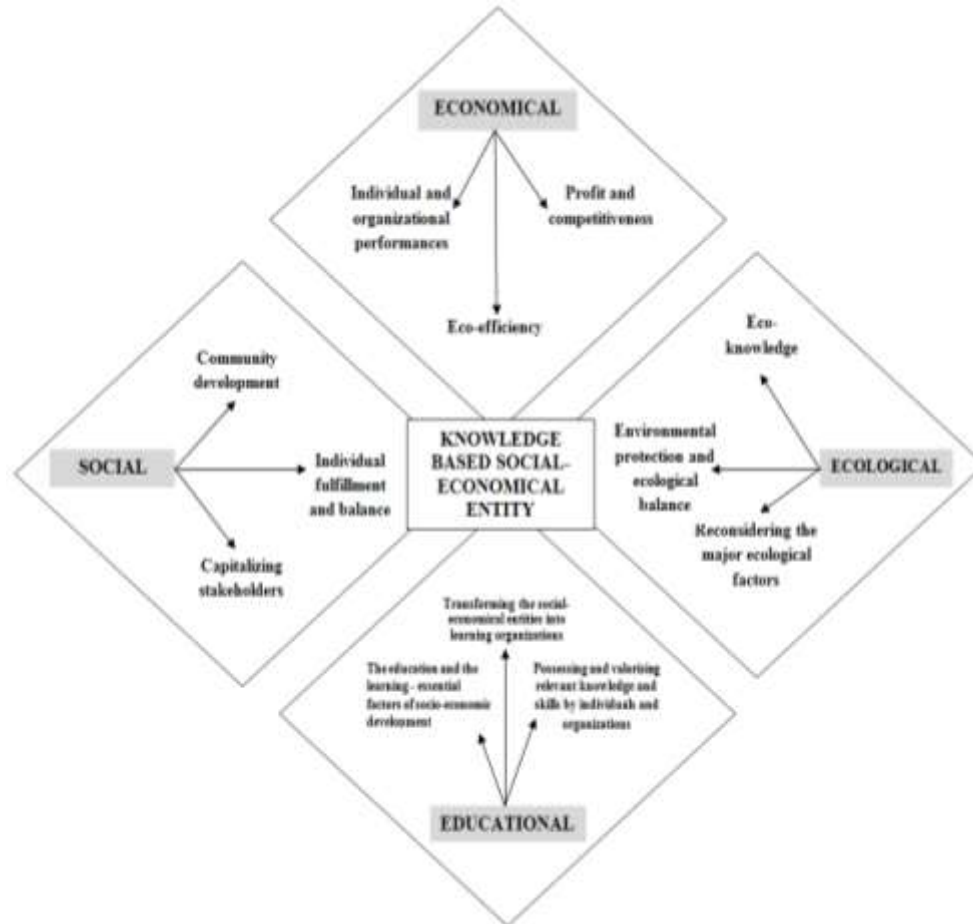 ECONOMICAL
Individual and
organizational
performances
Profit and
competitiveness
Eco-efficiency
Community
development
SOCIAL
Individual
fulfillment
and balance
Capitalizing
stakeholders
KNOWLEDGE
BASED SOCIAL-
ECONOMICAL
ENTITY
Eco-
knowledge
Environmental
protection and
ecological
balance
ECOLOGICAL
Reconsidering the
major ecological
factors
Transforming the social-
economical entities into
learning organizations
The education and the
learning - essential
factors of socio-economic
development
Possessing and valorizing
relevant knowledge and
skills by individuals and
organizations
EDUCATIONAL